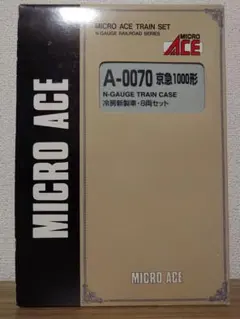 MICRO ACE TRAIN SET
N-GAUGE RAILROAD SERIES
MICRO
ACE
A-0070 京急1000形
N-GAUGE TRAIN CASE
冷房新製車・8両セット
MICRO ACE
MICRO ACE